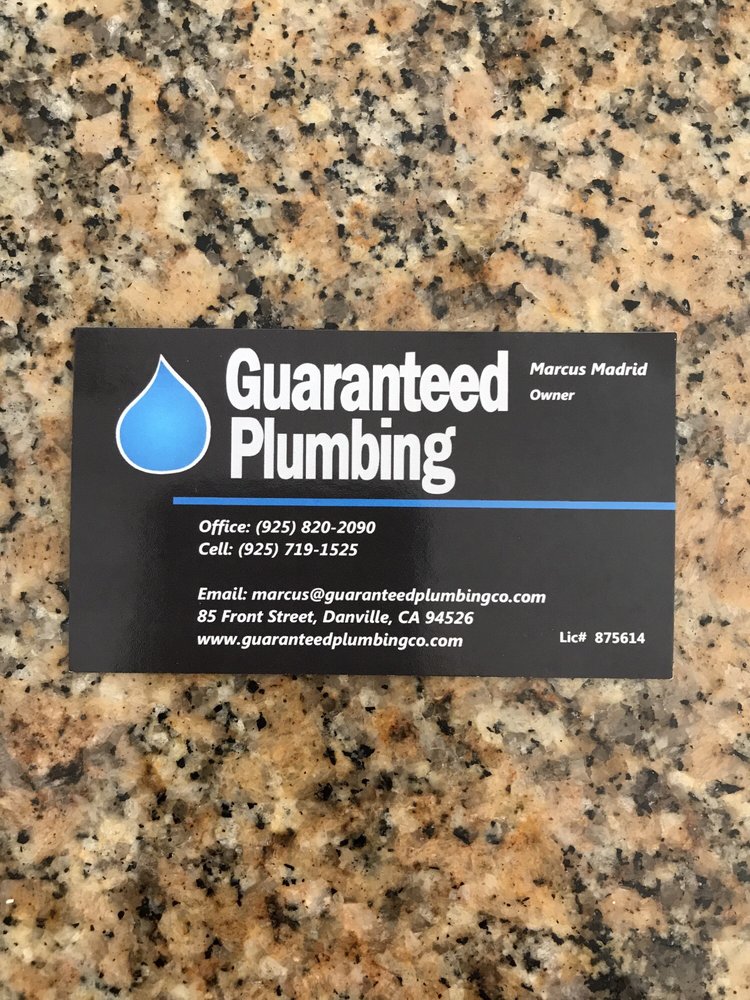 Guaranteed
Plumbing
Marcus Madrid
Owner
Office: (925) 820-2090
Cell: (925) 719-1525
Email: marcus@guaranteedplumbingco.com
85 Front Street, Danville, CA 94526
www.guaranteedplumbingco.com
Lic# 875614